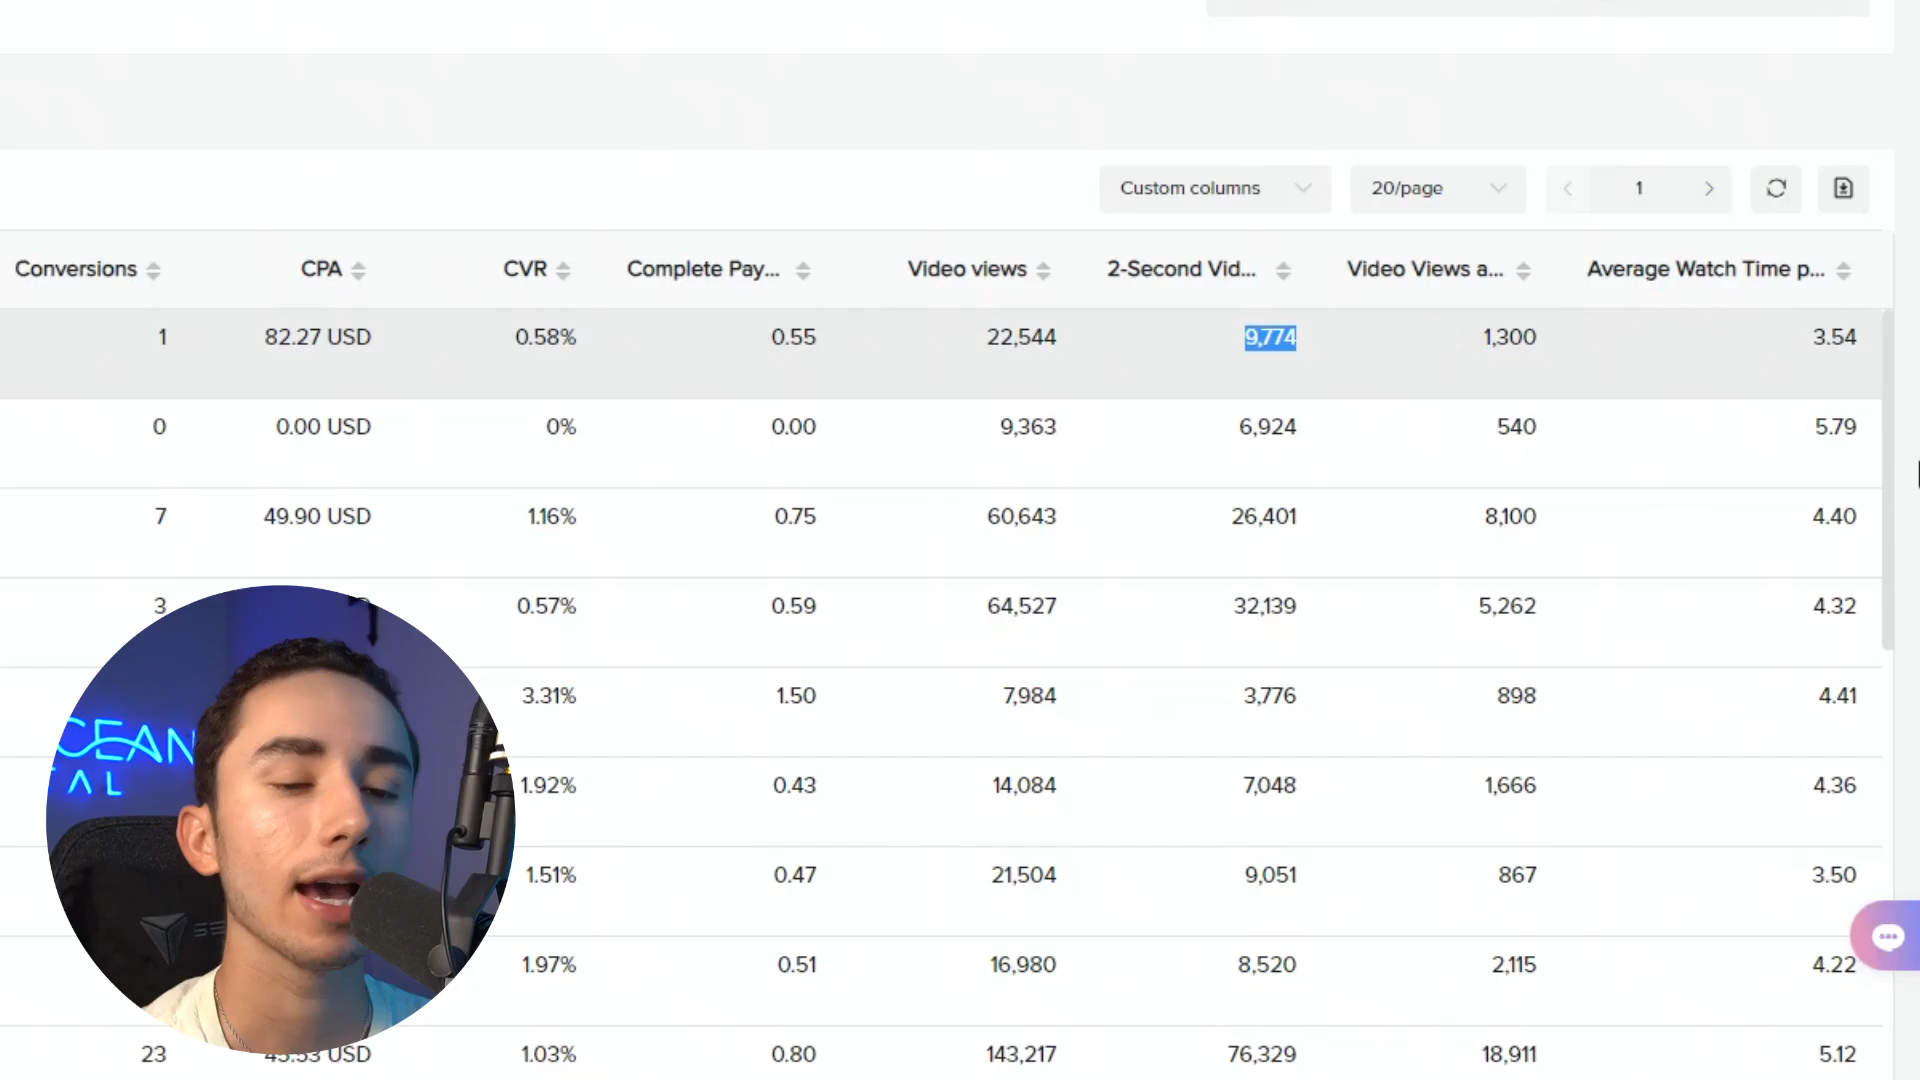 Custom columns 20/page 1
Conversions CPA CVR Complete Pay... Video views 2-Second Vid... Video Views a... Average Watch Time p...
1 82.27 USD 0.58% 0.55 22,544 9,774 1,300 3.54
0 0.00 USD 0% 0.00 9,363 6,924 540 5.79
7 49.90 USD 1.16% 0.75 60,643 26,401 8,100 4.40
3 0.57% 0.59 64,527 32,139 5,262 4.32
3.31% 1.50 7,984 3,776 898 4.41
CEAN
1.92% 0.43 14,084 7,048 1,666 4.36
AL
1.51% 0.47 21,504 9,051 867 3.50
1.97% 0.51 16,980 8,520 2,115 4.22
23 USD 1.03% 0.80 143,217 76,329 18,911 5.12